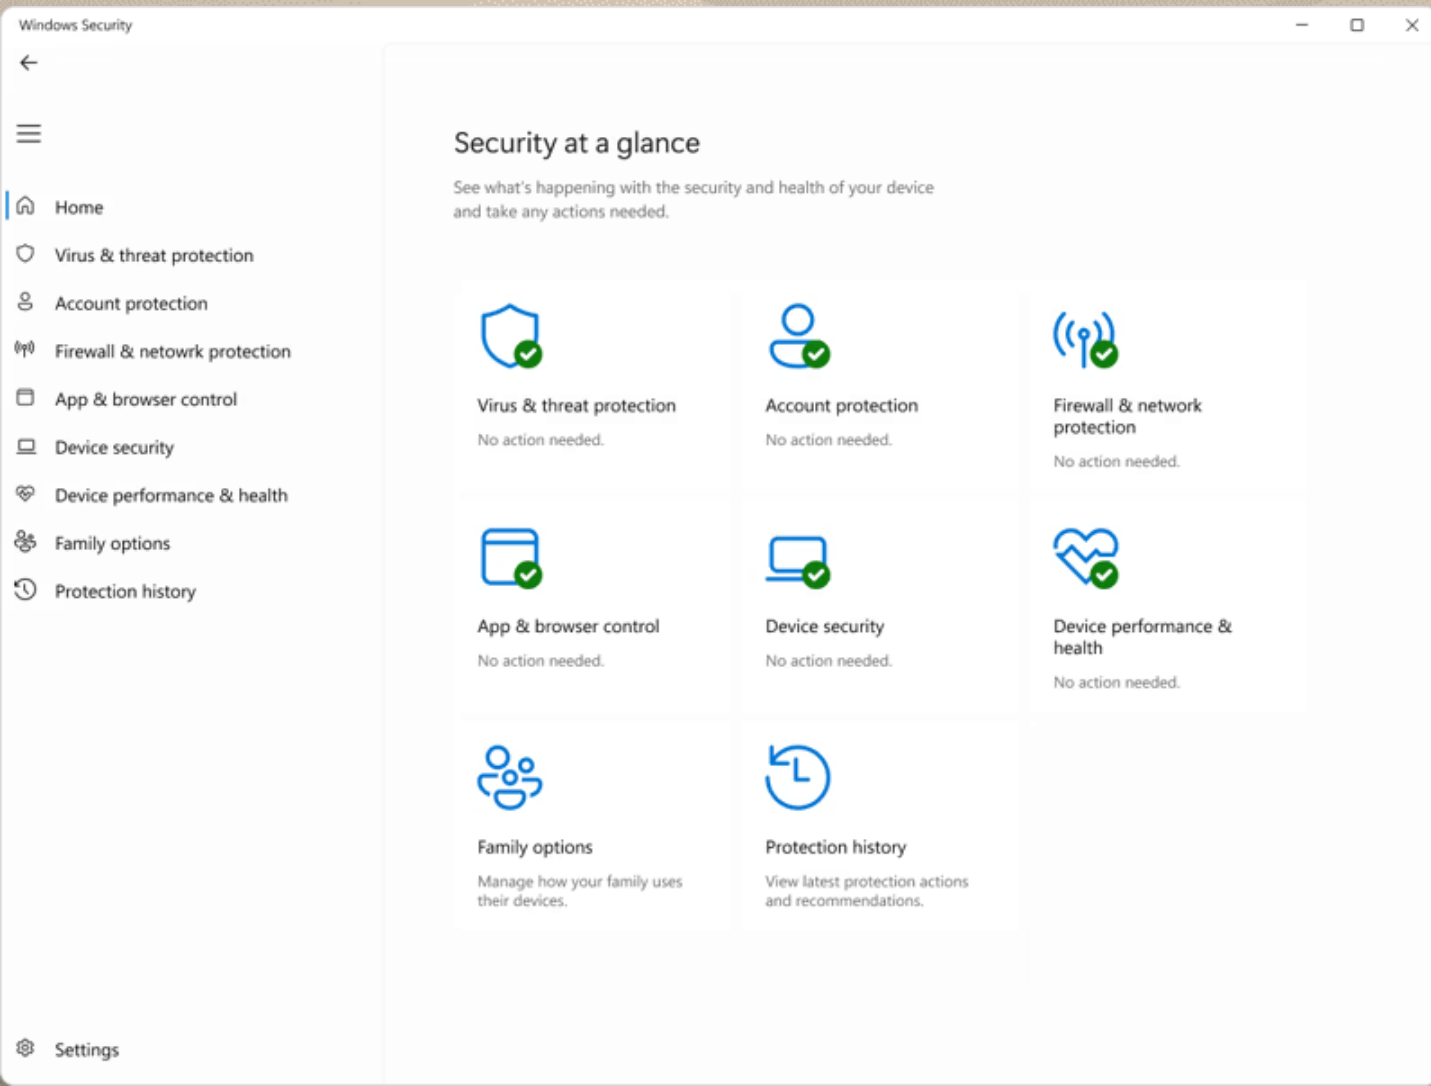 Windows Security
Home
Virus & threat protection
Account protection
Firewall & netowrk protection
App & browser control
Device security
Device performance & health
Family options
Protection history
Settings
Security at a glance
See what's happening with the security and health of your device
and take any actions needed.
Virus & threat protection
No action needed.
Account protection
No action needed.
Firewall & network
protection
No action needed.
App & browser control
No action needed.
Device security
No action needed.
Device performance &
health
No action needed.
Family options
Manage how your family uses
their devices.
Protection history
View latest protection actions
and recommendations.